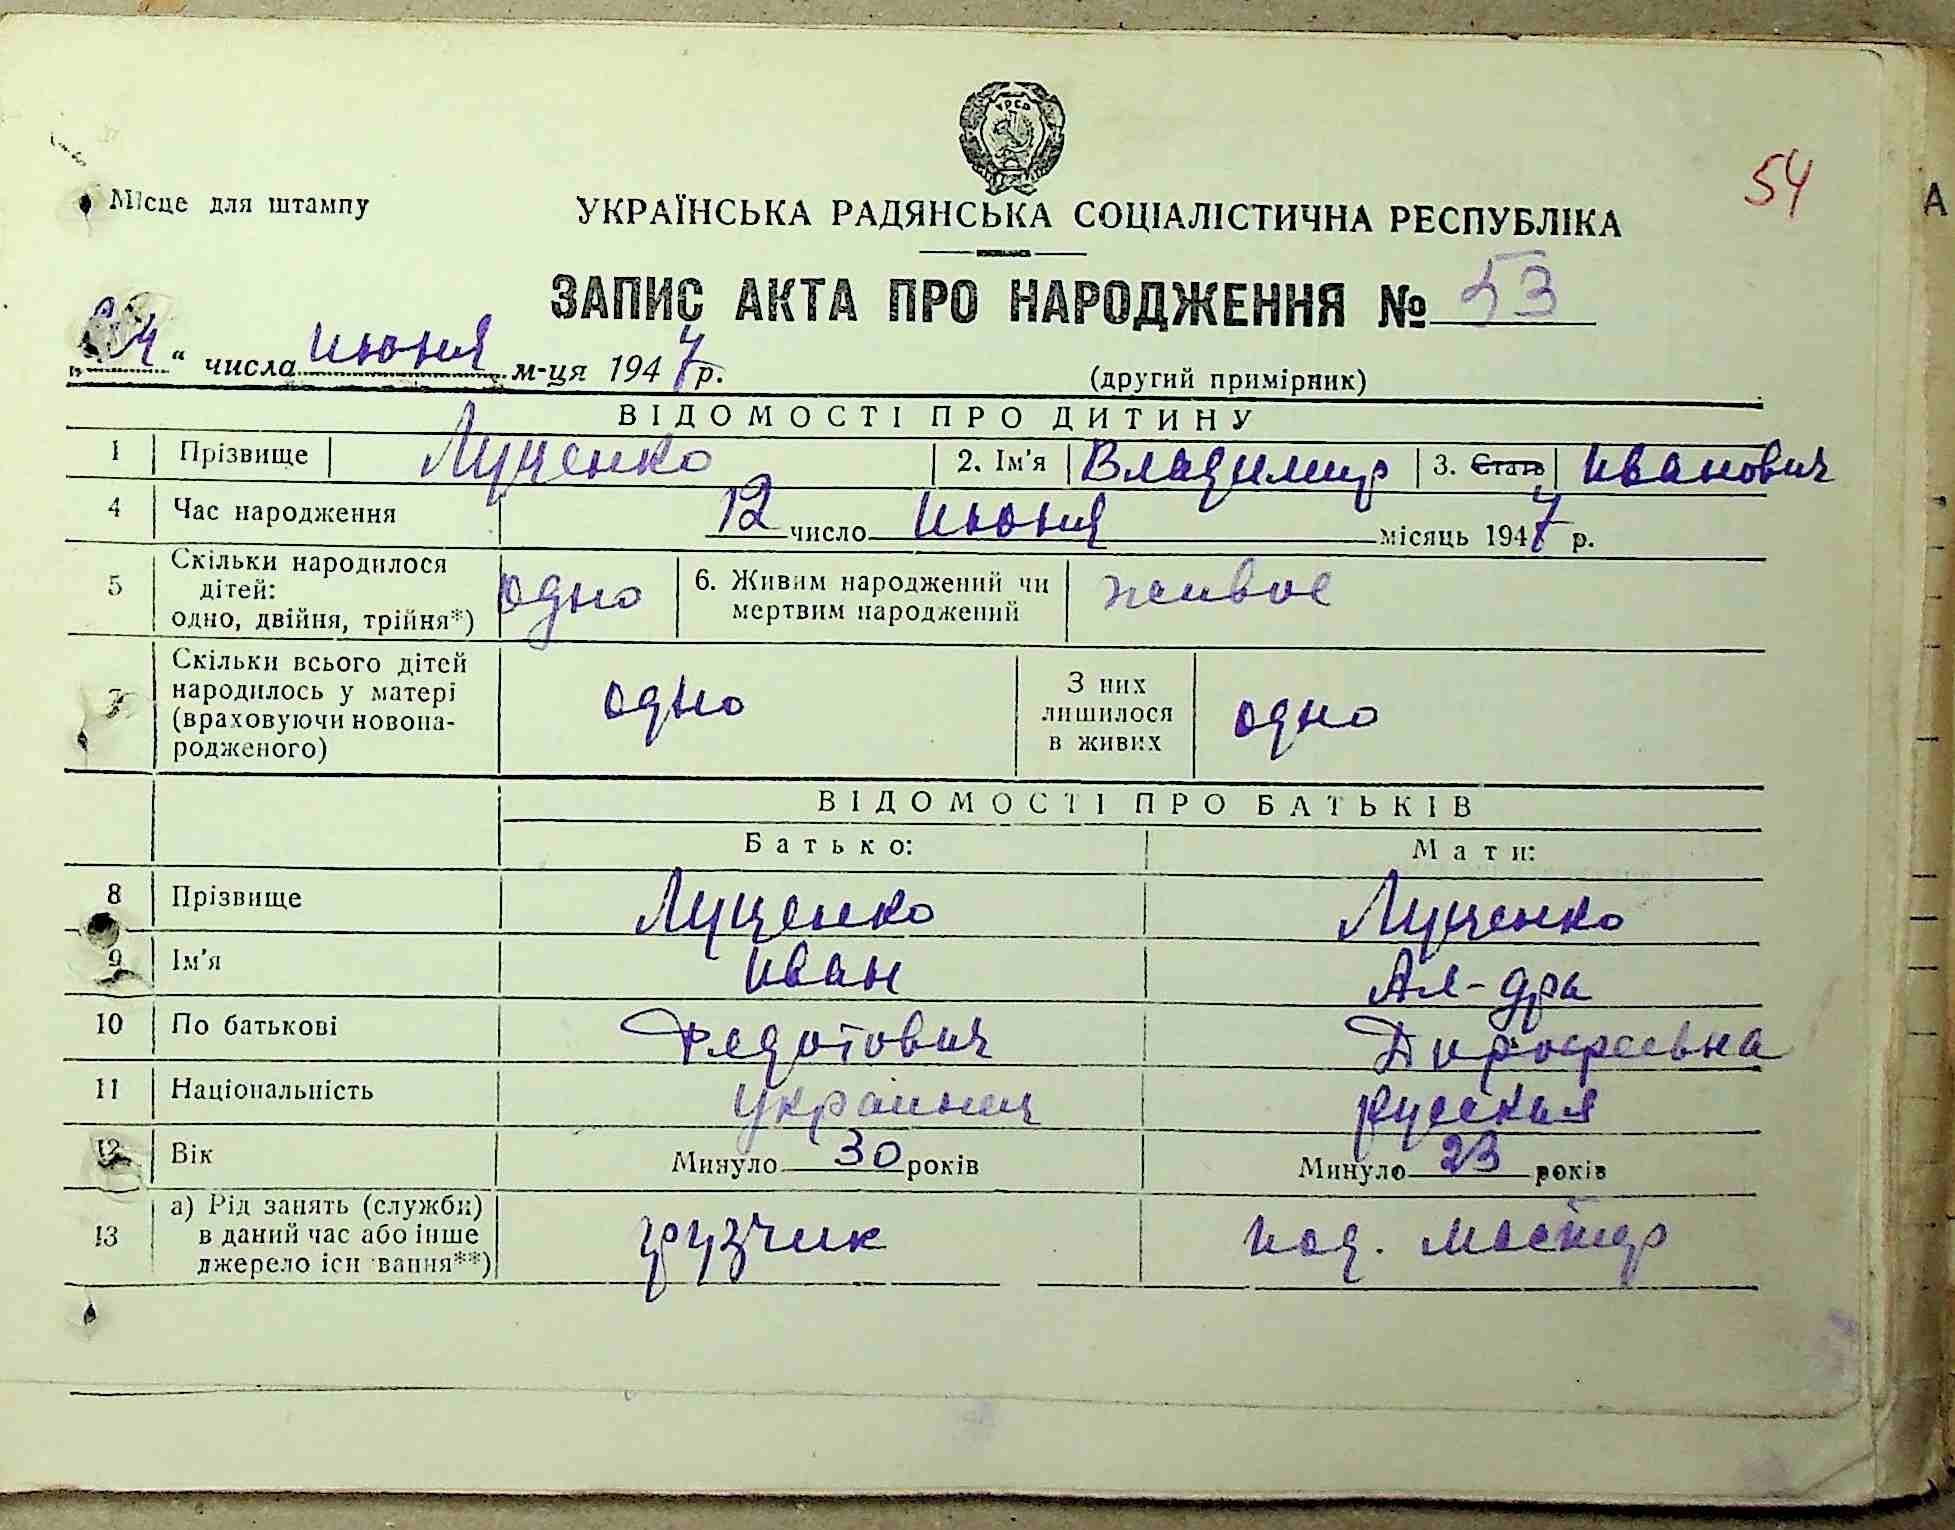 54
Місце для штампу
УКРАЇНСЬКА РАДЯНСЬКА СОЦІАЛІСТИЧНА РЕСПУБЛІКА
ЗАПИС АКТА ПРО НАРОДЖЕННЯ № 53
„24“ числа июня м-ця 1947 р.
(другий примірник)
ВІДОМОСТІ ПРО ДИТИНУ
1 Прізвище Луценко 2. Ім'я Владимир 3. Стать Иванович
4 Час народження 12 число июня місяць 1947 р.
5 Скільки народилося дітей: одно, двійня, трійня*) одно 6. Живим народжений чи мертвим народжений живое
7 Скільки всього дітей народилось у матері (враховуючи новона-родженого) одно З них лишилося в живих одно
ВІДОМОСТІ ПРО БАТЬКІВ
Батько: Мати:
8 Прізвище Луценко Луценко
9 Ім'я Иван Ал-дра
10 По батькові Федотович
11 Національність украинец русская
12 Вік Минуло 30 років Минуло 23 років
13 а) Рід занять (служби) в даний час або інше джерело існування**) грузчик под. мастер